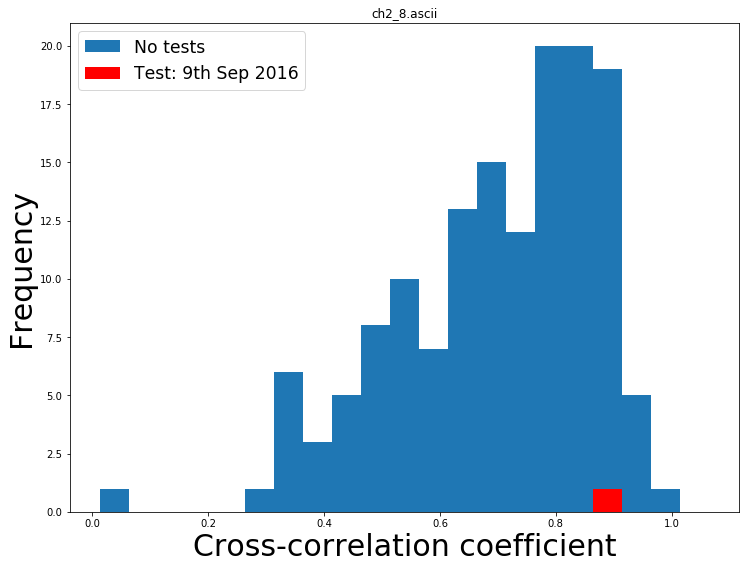 ch2_8.ascii
No tests
Test: 9th Sep 2016
Frequency
20.0
17.5
15.0
12.5
10.0
7.5
5.0
2.5
0.0
0.0 0.2 0.4 0.6 0.8 1.0
Cross-correlation coefficient